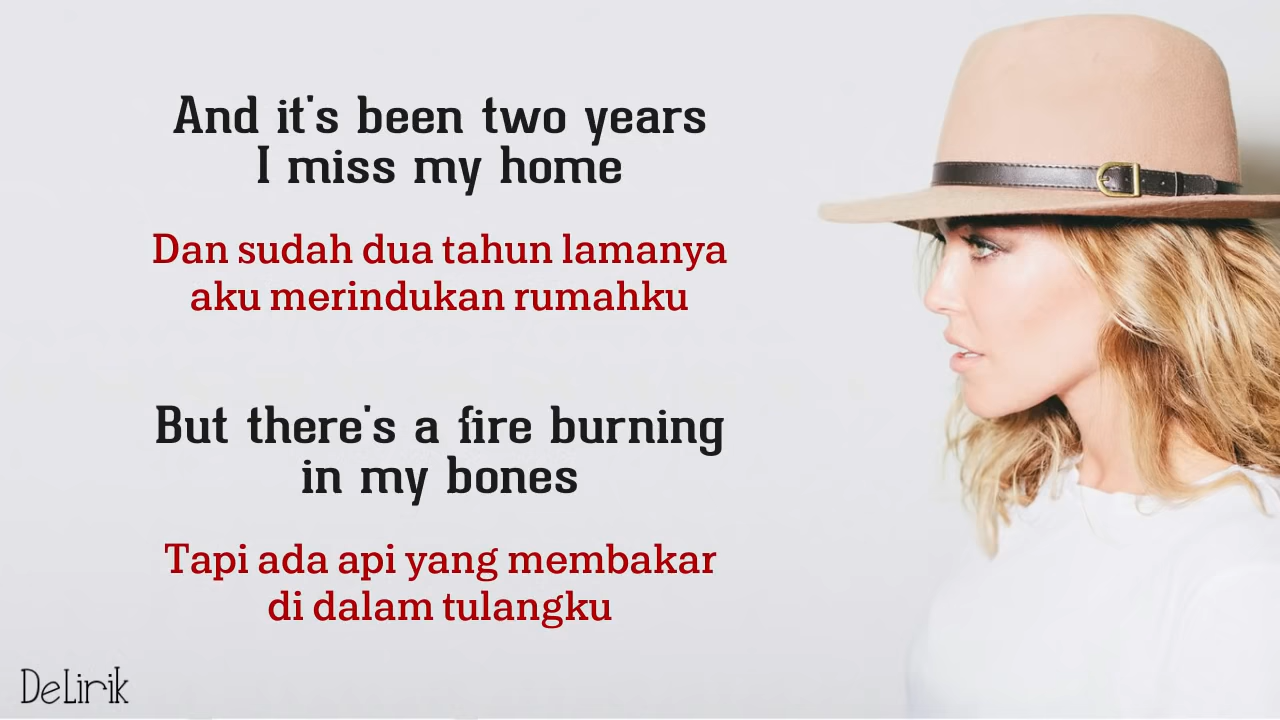 And it's been two years
I miss my home
Dan sudah dua tahun lamanya
aku merindukan rumahku
But there's a fire burning
in my bones
Tapi ada api yang membakar
di dalam tulangku
DeLirik